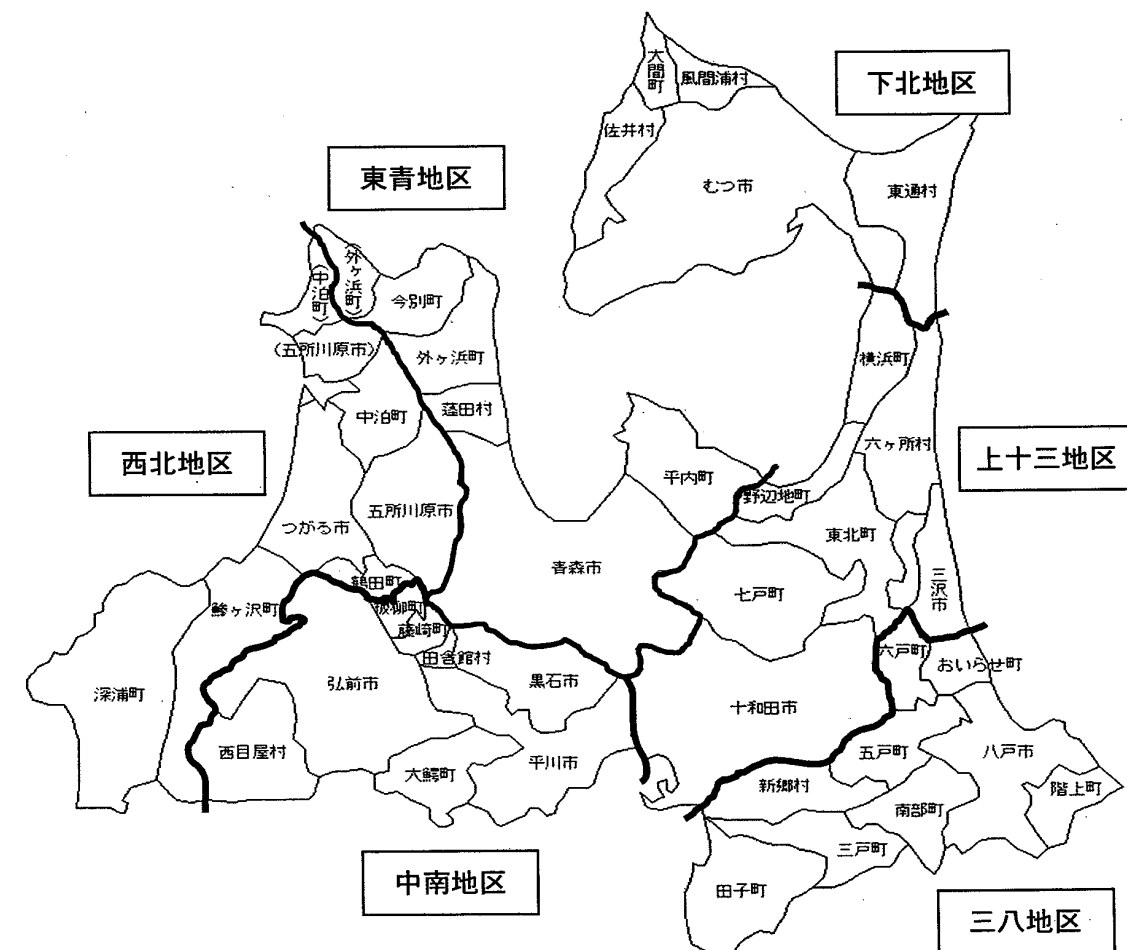 下北地区
大間町
風間浦村
佐井村
むつ市
東通村
東青地区
(外ヶ浜町)
(中泊町)
今別町
(五所川原市)
外ヶ浜町
蓬田村
中泊町
横浜町
六ヶ所村
西北地区
上十三地区
平内町
野辺地町
東北町
五所川原市
つがる市
青森市
三沢市
七戸町
鶴田町
板柳町
藤崎町
田舎館村
鰺ヶ沢町
深浦町
弘前市
黒石市
六戸町
おいらせ町
十和田市
西目屋村
大鰐町
平川市
五戸町
八戸市
新郷村
階上町
南部町
三戸町
田子町
中南地区
三八地区